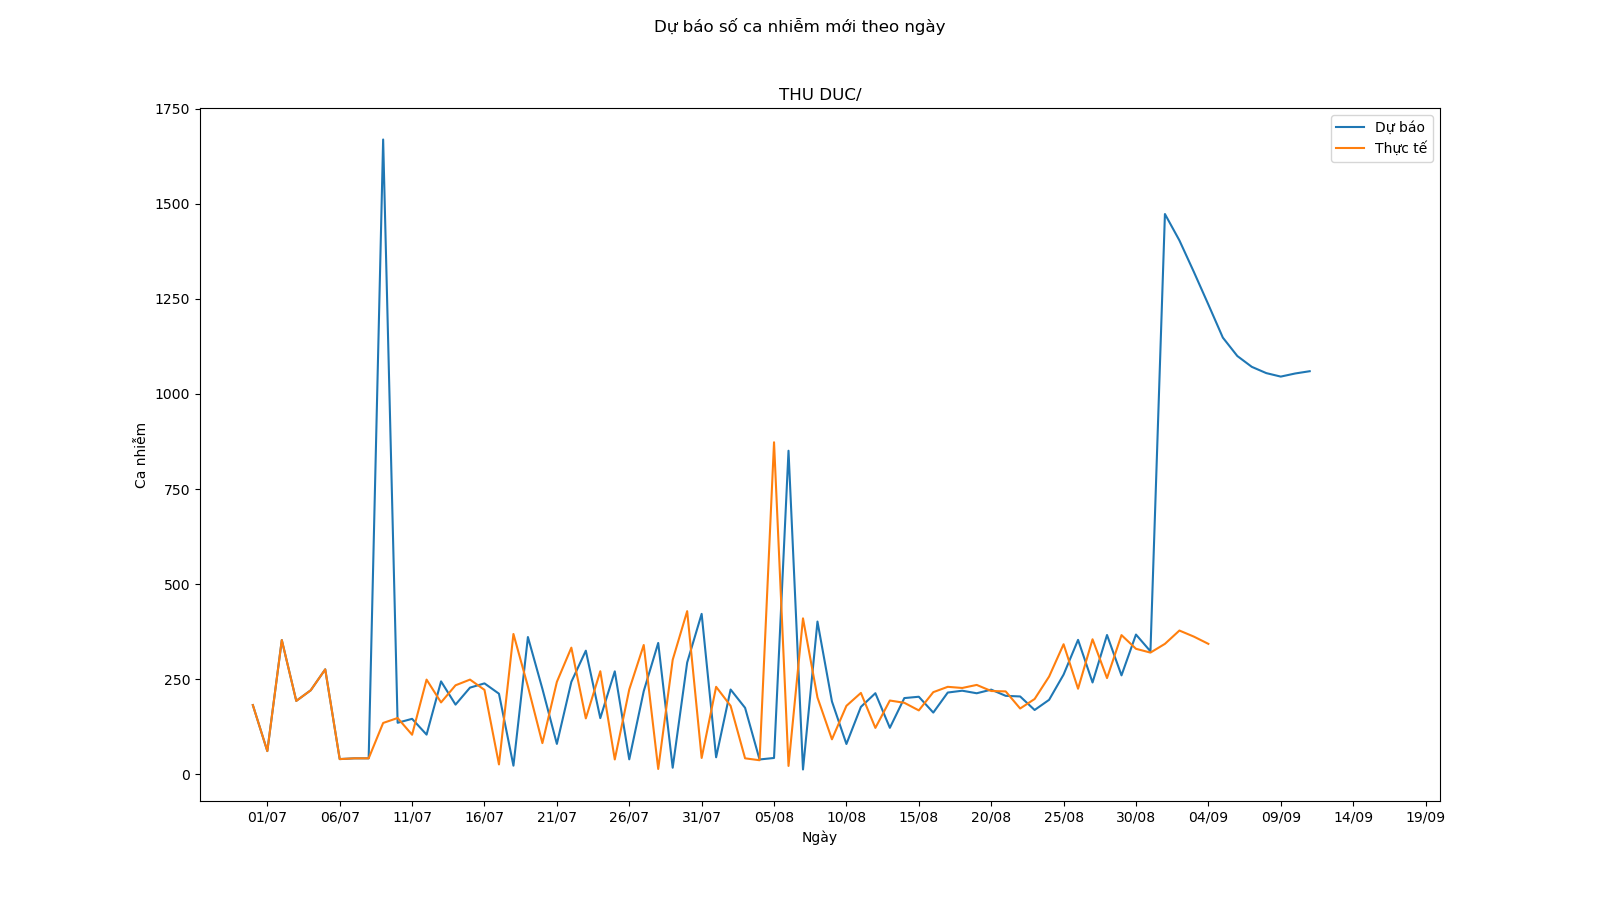 Dự báo số ca nhiễm mới theo ngày
THU DUC/
1750
1500
1250
1000
750
500
250
0
Ca nhiễm
Dự báo
Thực tế
01/07 06/07 11/07 16/07 21/07 26/07 31/07 05/08 10/08 15/08 20/08 25/08 30/08 04/09 09/09 14/09 19/09
Ngày